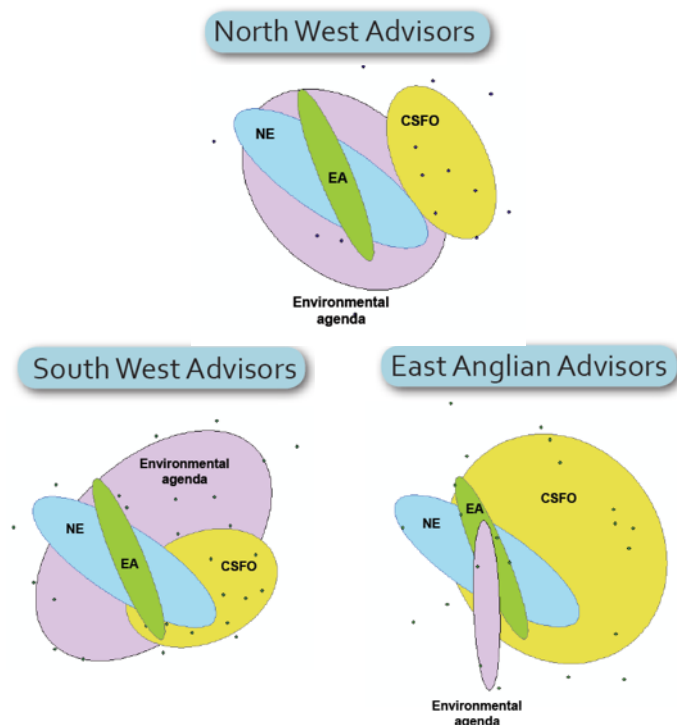 North West Advisors
NE
CSFO
EA
Environmental
agenda
South West Advisors
Environmental
agenda
NE
EA
CSFO
East Anglian Advisors
CSFO
EA
NE
Environmental
agenda